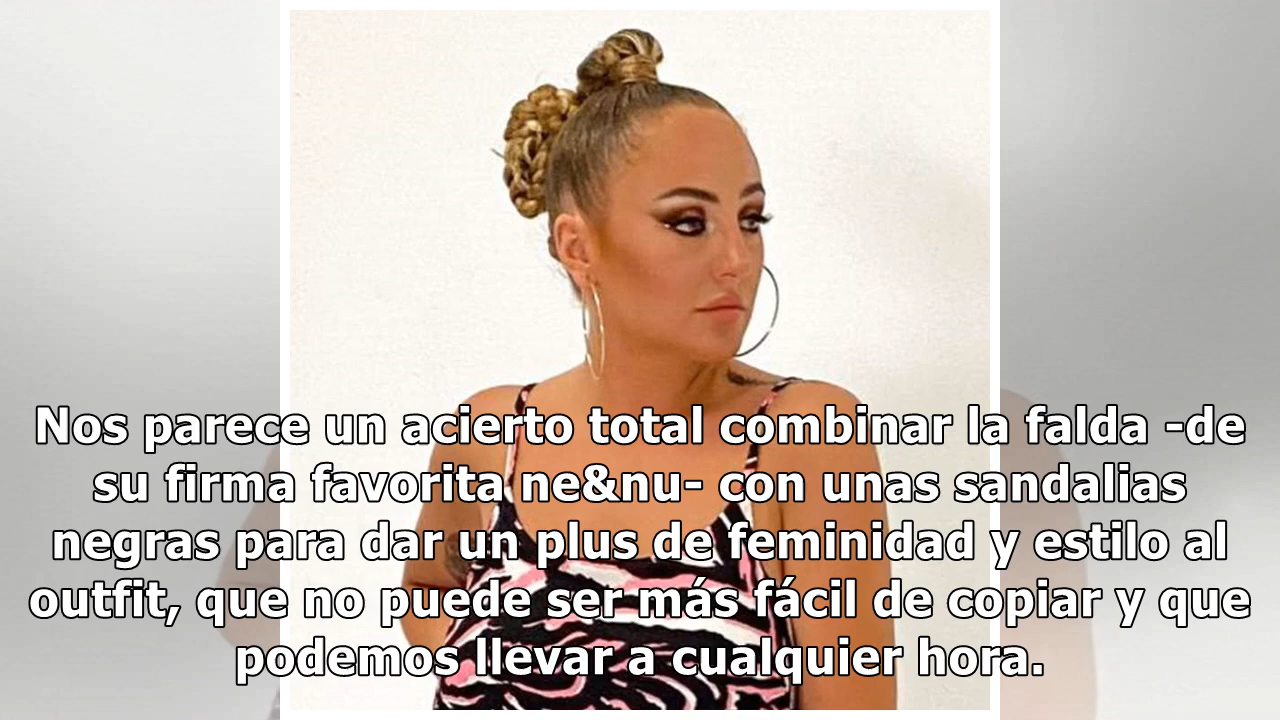 Nos parece un acierto total combinar la falda -de
su firma favorita ne&nu- con unas sandalias
negras para dar un plus de feminidad y estilo al
outfit, que no puede ser más fácil de copiar y que
podemos llevar a cualquier hora.